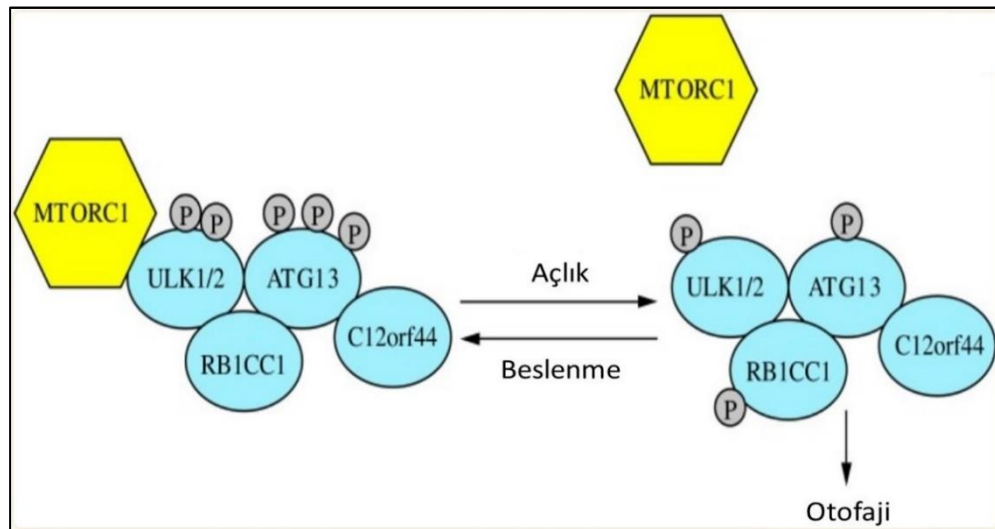 MTORC1
P
P
ULK1/2
P
P
P
ATG13
RB1CC1
C12orf44
MTORC1
Açlık
Beslenme
P
ULK1/2
P
ATG13
C12orf44
RB1CC1
P
Otofaji